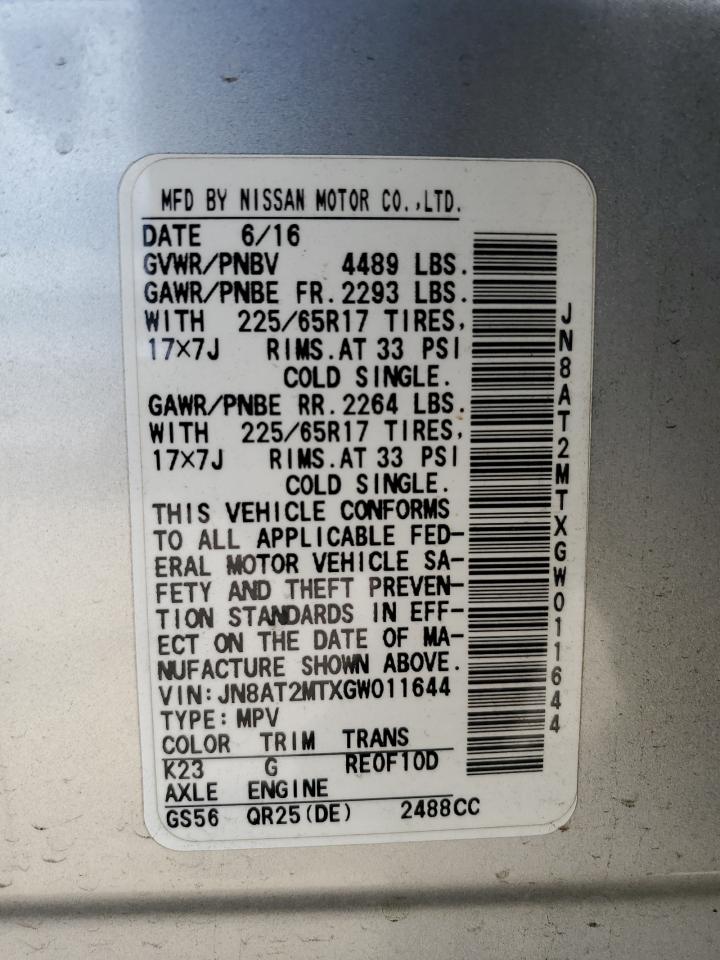 MFD BY NISSAN MOTOR CO.,LTD.
DATE 6/16
GVWR/PNBV 4489 LBS.
GAWR/PNBE FR.2293 LBS.
WITH 225/65R17 TIRES,
17×7J RIMS.AT 33 PSI
COLD SINGLE.
GAWR/PNBE RR.2264 LBS.
WITH 225/65R17 TIRES,
17×7J RIMS.AT 33 PSI
COLD SINGLE.
THIS VEHICLE CONFORMS
TO ALL APPLICABLE FED-
ERAL MOTOR VEHICLE SA-
FETY AND THEFT PREVEN-
TION STANDARDS IN EFF-
ECT ON THE DATE OF MA-
NUFACTURE SHOWN ABOVE.
VIN:JN8AT2MTXGW011644
TYPE:MPV
COLOR TRIM TRANS
K23 G RE0F10D
AXLE ENGINE
GS56 QR25(DE) 2488CC
JN8AT2MTXGW011644